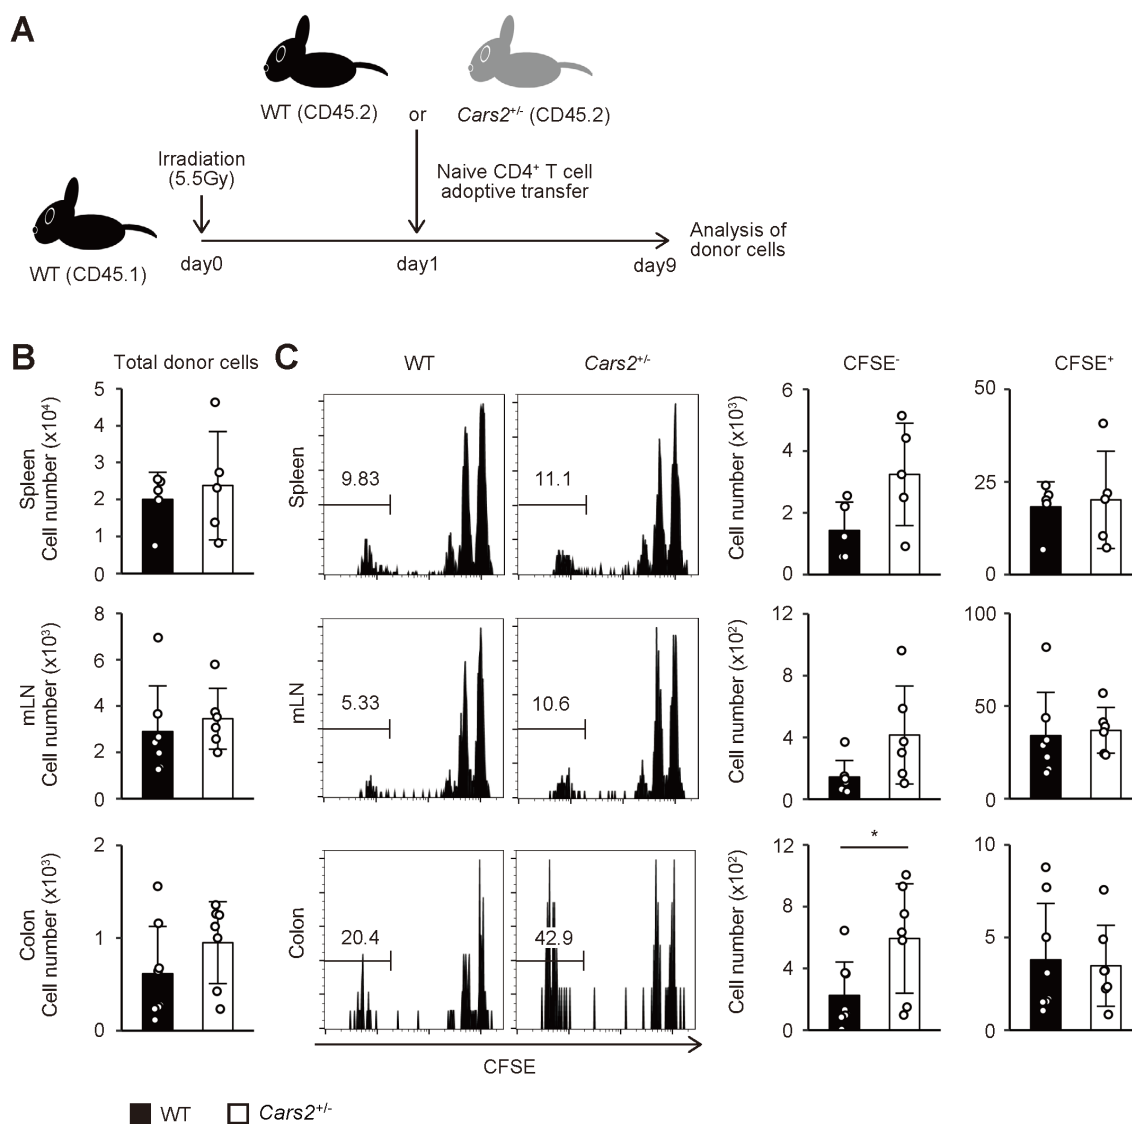 A
WT (CD45.2)
or
Cars2+/- (CD45.2)
Irradiation
(5.5Gy)
Naive CD4+ T cell
adoptive transfer
WT (CD45.1)
day0
day1
day9
Analysis of
donor cells
B
Total donor cells
C
WT
Cars2+/-
CFSE-
CFSE+
Spleen
Cell number (x10⁴)
5
4
3
2
1
0
Spleen
9.83
11.1
Cell number (x10³)
6
4
2
0
50
25
0
mLN
Cell number (x10³)
8
6
4
2
0
mLN
5.33
10.6
Cell number (x10²)
12
8
4
0
100
50
0
Colon
Cell number (x10³)
2
1
0
Colon
20.4
42.9
Cell number (x10²)
12
8
4
0
*
10
5
0
CFSE
WT
Cars2+/-